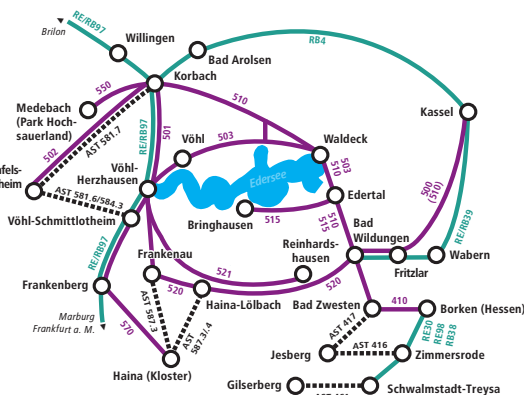 RE/RB97
Brilon
Willingen
Bad Arolsen
RB4
Korbach
550
510
Medebach
(Park Hoch-
sauerland)
AST 581.7
502
RE/RB97
501
Kassel
Vöhl
503
Waldeck
503
510
Vöhl-
Herzhausen
heim
AST 581.6/584.3
Edersee
500
(510)
Edertal
Vöhl-Schmittlotheim
Bringhausen
515
510
515
Bad
Wildungen
RE/RB39
RE/RB97
Frankenau
Reinhards-
hausen
Wabern
Fritzlar
521
520
520
Frankenberg
Haina-Lölbach
Bad Zwesten
410
Borken (Hessen)
Marburg
Frankfurt a. M.
570
AST 587.3
AST
587.3/.4
AST 417
RE30
RE98
RB38
Jesberg
AST 416
Zimmersrode
Haina (Kloster)
Gilserberg
Schwalmstadt-Treysa